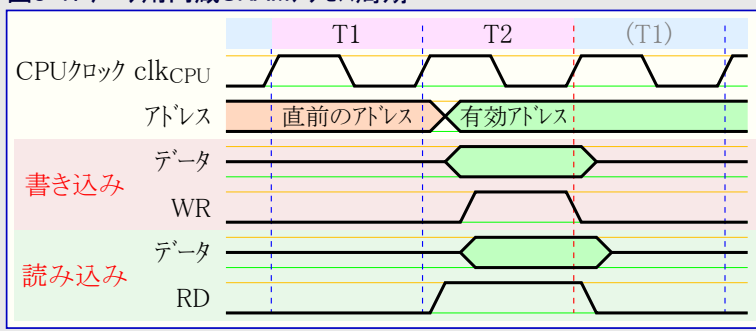 T1 T2 (T1)
CPUクロック clkCPU
アドレス 直前のアドレス 有効アドレス
データ
書き込み
WR
データ
読み込み
RD